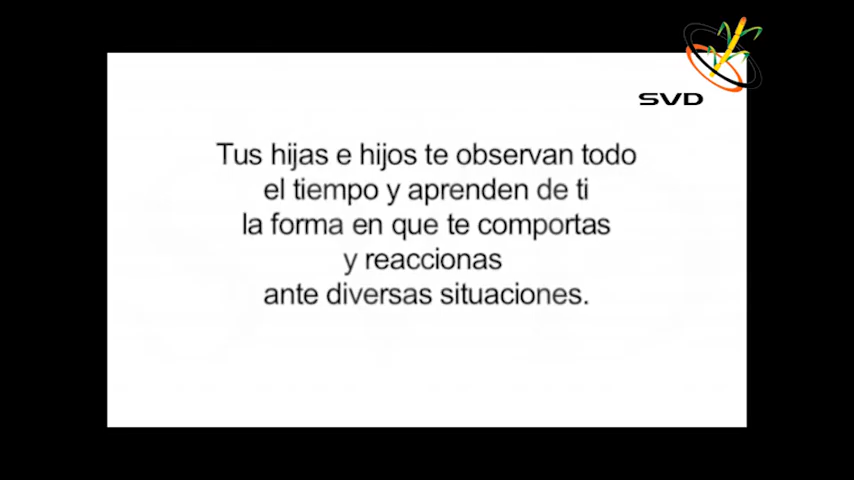 SVD
Tus hijas e hijos te observan todo
el tiempo y aprenden de ti
la forma en que te comportas
y reaccionas
ante diversas situaciones.